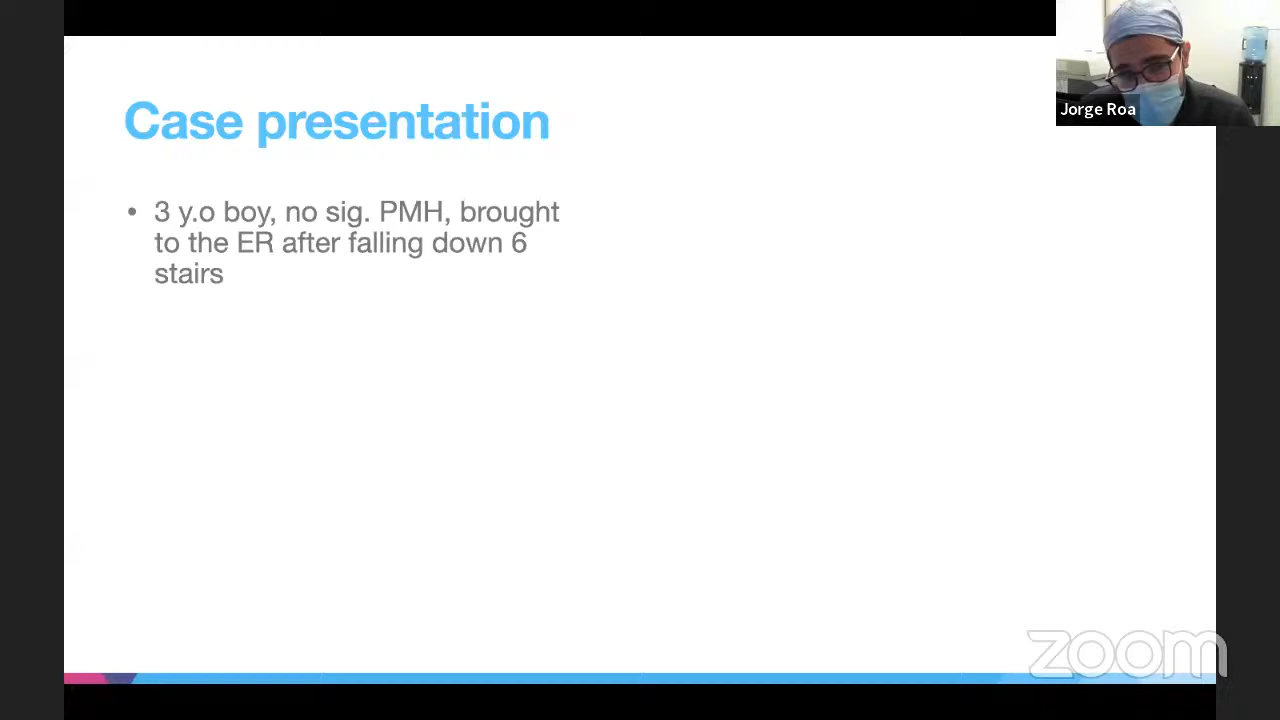 Jorge Roa
Case presentation
• 3 y.o boy, no sig. PMH, brought
to the ER after falling down 6
stairs
zoom